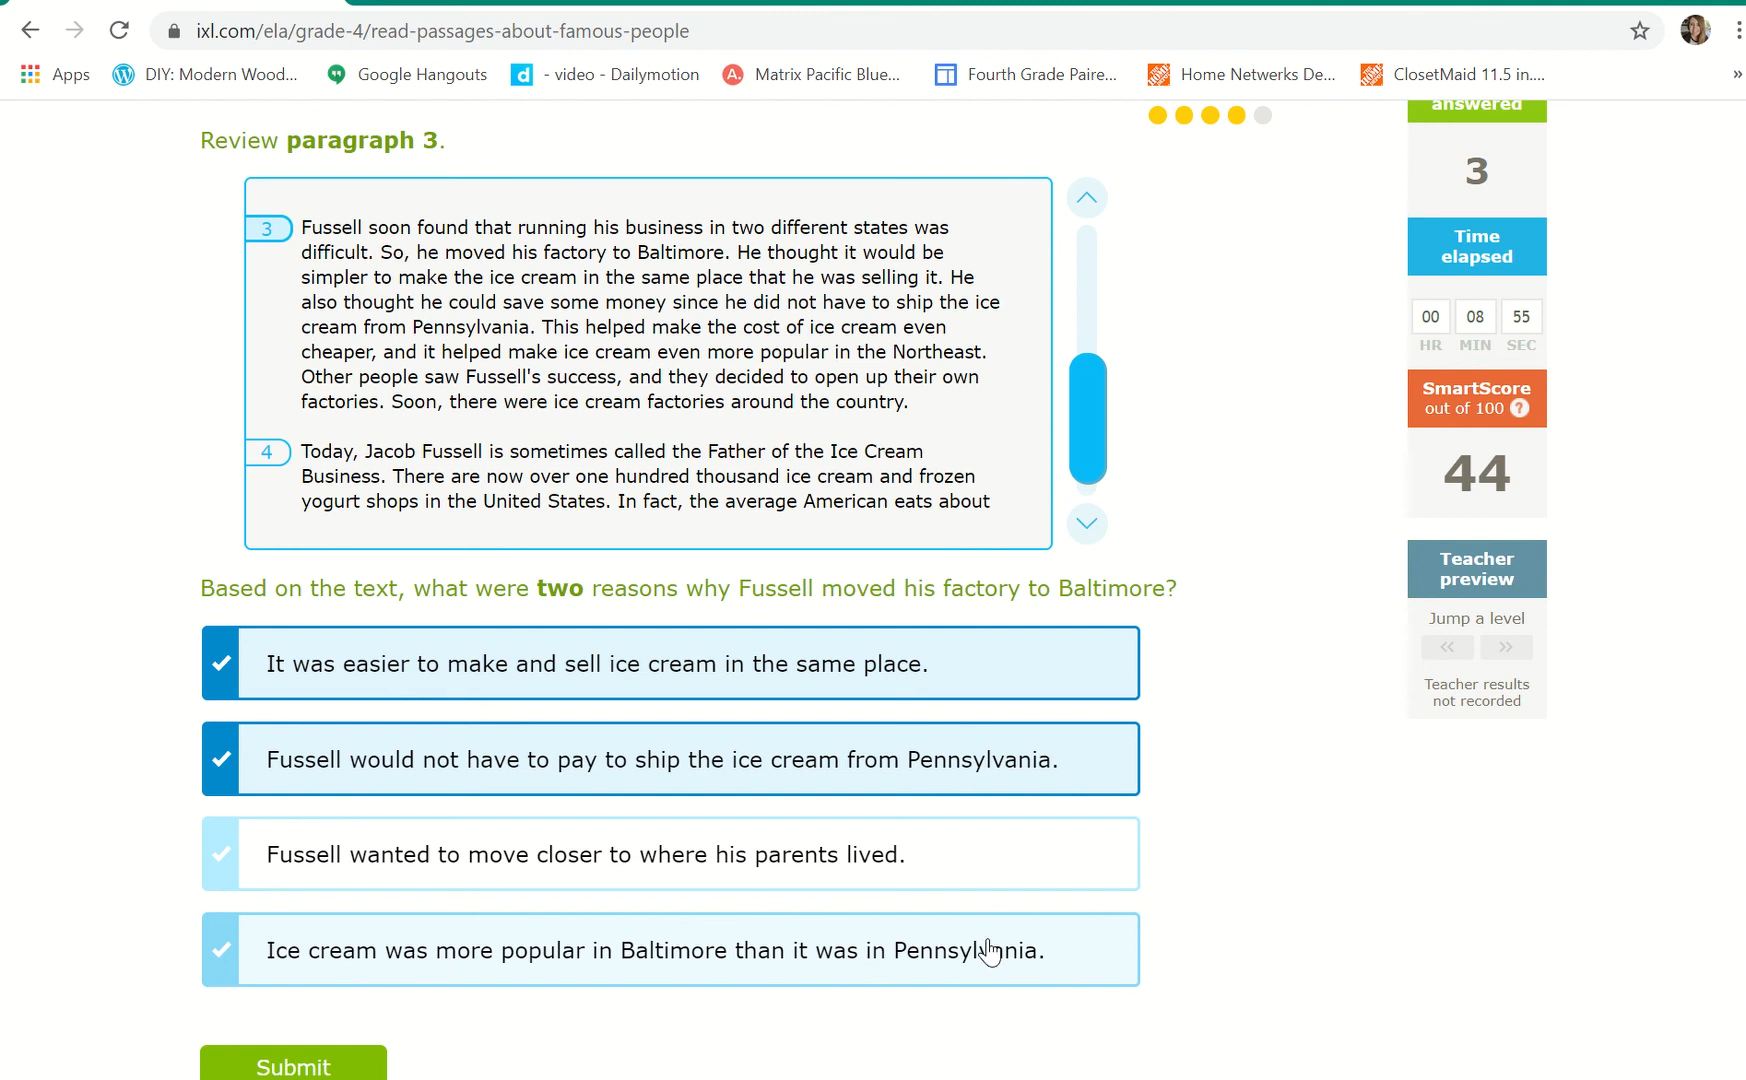 ixl.com/ela/grade-4/read-passages-about-famous-people
Apps
DIY: Modern Wood...
Google Hangouts
d
- video - Dailymotion
A.
Matrix Pacific Blue...
Fourth Grade Paire...
Home Netwerks De...
ClosetMaid 11.5 in....
»
answered
3
Review paragraph 3.
3 Fussell soon found that running his business in two different states was
difficult. So, he moved his factory to Baltimore. He thought it would be
simpler to make the ice cream in the same place that he was selling it. He
also thought he could save some money since he did not have to ship the ice
cream from Pennsylvania. This helped make the cost of ice cream even
cheaper, and it helped make ice cream even more popular in the Northeast.
Other people saw Fussell's success, and they decided to open up their own
factories. Soon, there were ice cream factories around the country.
4 Today, Jacob Fussell is sometimes called the Father of the Ice Cream
Business. There are now over one hundred thousand ice cream and frozen
yogurt shops in the United States. In fact, the average American eats about
Time
elapsed
00 08 55
HR MIN SEC
SmartScore
out of 100 ?
44
Teacher
preview
Jump a level
Teacher results
not recorded
Based on the text, what were two reasons why Fussell moved his factory to Baltimore?
It was easier to make and sell ice cream in the same place.
Fussell would not have to pay to ship the ice cream from Pennsylvania.
Fussell wanted to move closer to where his parents lived.
Ice cream was more popular in Baltimore than it was in Pennsylvania.
Submit